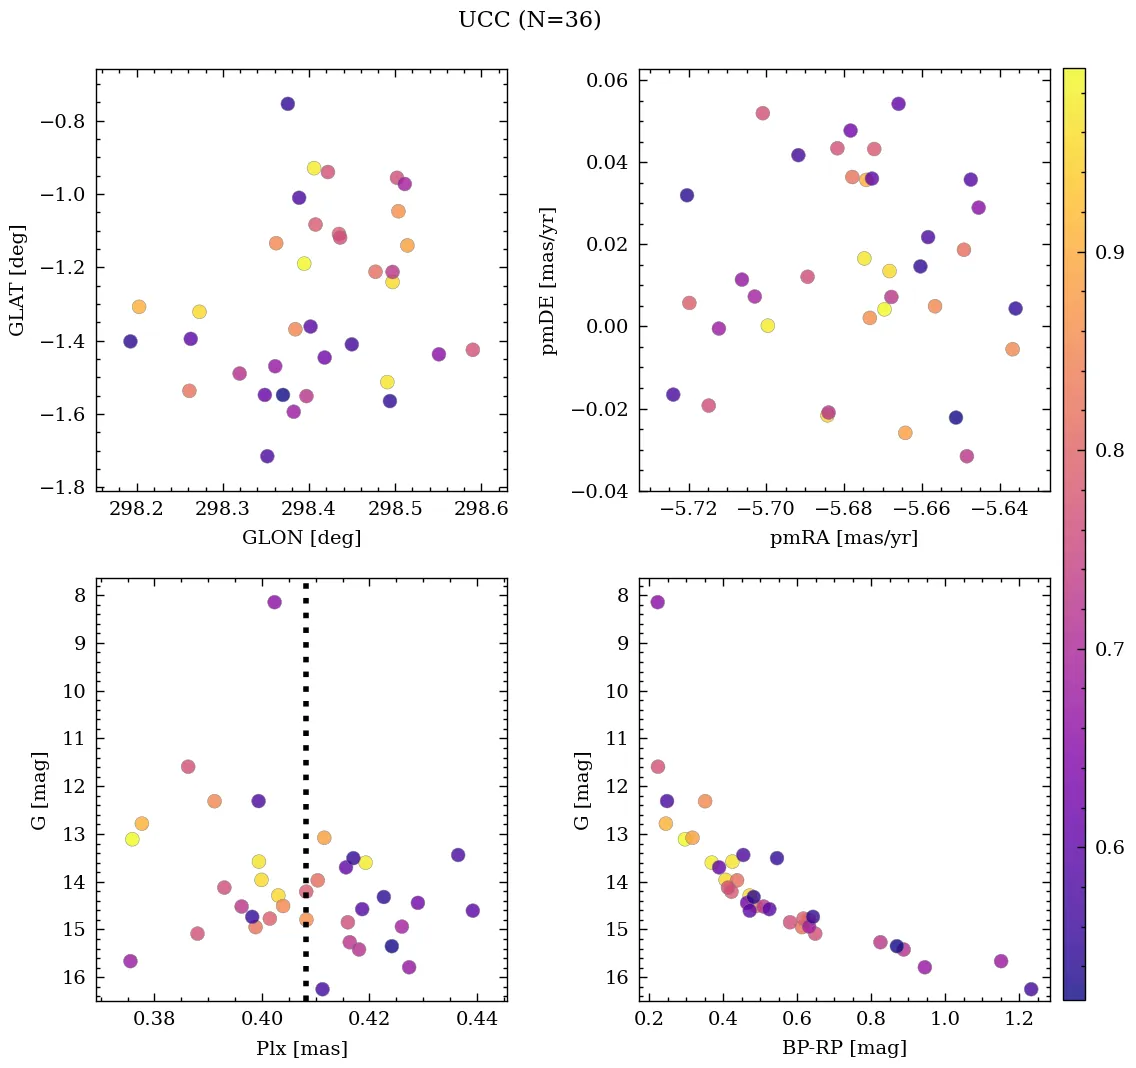 UCC (N=36)
−0.8
−1.0
−1.2
−1.4
−1.6
−1.8
GLAT [deg]
298.2 298.3 298.4 298.5 298.6
GLON [deg]
0.06
0.04
0.02
0.00
−0.02
−0.04
pmDE [mas/yr]
−5.72 −5.70 −5.68 −5.66 −5.64
pmRA [mas/yr]
8
9
10
11
12
13
14
15
16
G [mag]
0.38 0.40 0.42 0.44
Plx [mas]
8
9
10
11
12
13
14
15
16
G [mag]
0.2 0.4 0.6 0.8 1.0 1.2
BP-RP [mag]
0.9
0.8
0.7
0.6